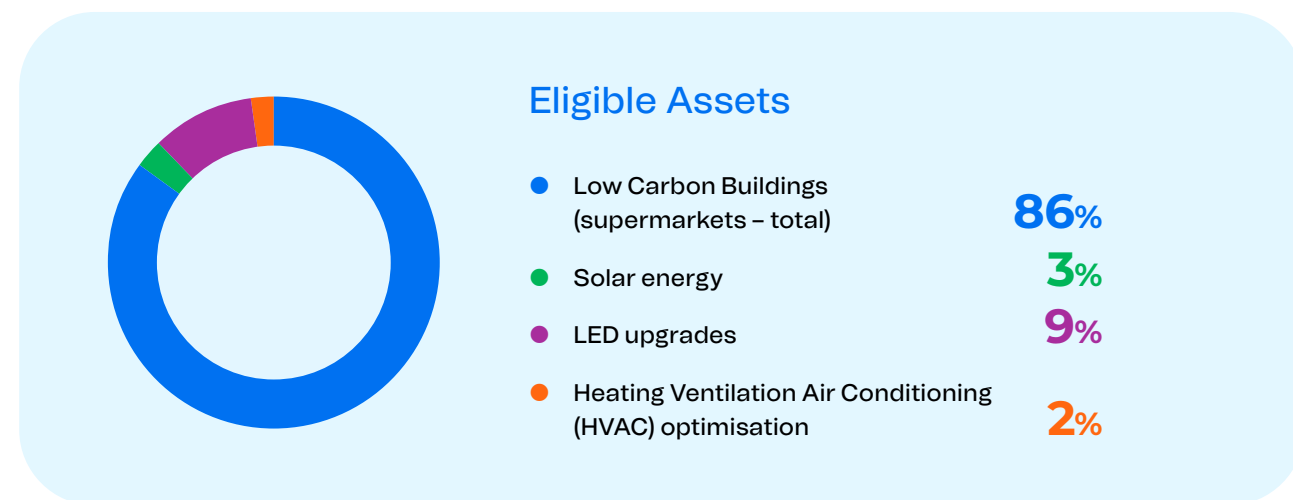 Eligible Assets
Low Carbon Buildings
(supermarkets – total)
86%
Solar energy
3%
LED upgrades
9%
Heating Ventilation Air Conditioning
(HVAC) optimisation
2%